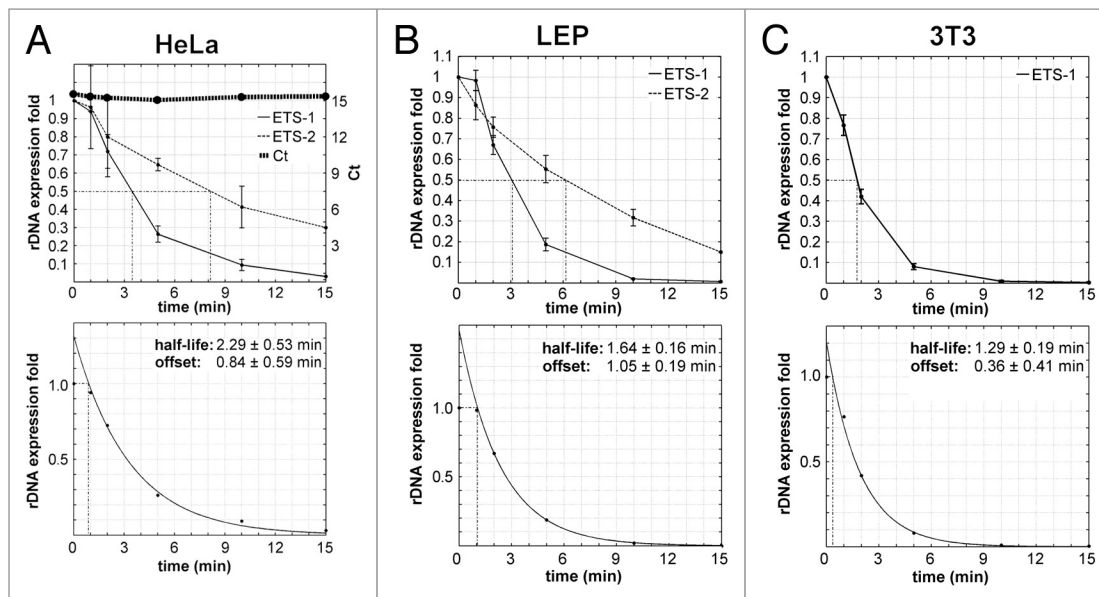 A
HeLa
rDNA expression fold
1
0.9
0.8
0.7
0.6
0.5
0.4
0.3
0.2
0.1
ETS-1
ETS-2
Ct
15
12
9
6
3
Ct
0 3 6 9 12 15
time (min)
half-life: 2.29 ± 0.53 min
offset: 0.84 ± 0.59 min
rDNA expression fold
1.0
0.5
0 3 6 9 12 15
time (min)
B
LEP
rDNA expression fold
1.1
1
0.9
0.8
0.7
0.6
0.5
0.4
0.3
0.2
0.1
ETS-1
ETS-2
0 3 6 9 12 15
time (min)
half-life: 1.64 ± 0.16 min
offset: 1.05 ± 0.19 min
rDNA expression fold
1.0
0.5
0 3 6 9 12 15
time (min)
C
3T3
rDNA expression fold
1.1
1
0.9
0.8
0.7
0.6
0.5
0.4
0.3
0.2
0.1
ETS-1
0 3 6 9 12 15
time (min)
half-life: 1.29 ± 0.19 min
offset: 0.36 ± 0.41 min
rDNA expression fold
1.0
0.5
0 3 6 9 12 15
time (min)